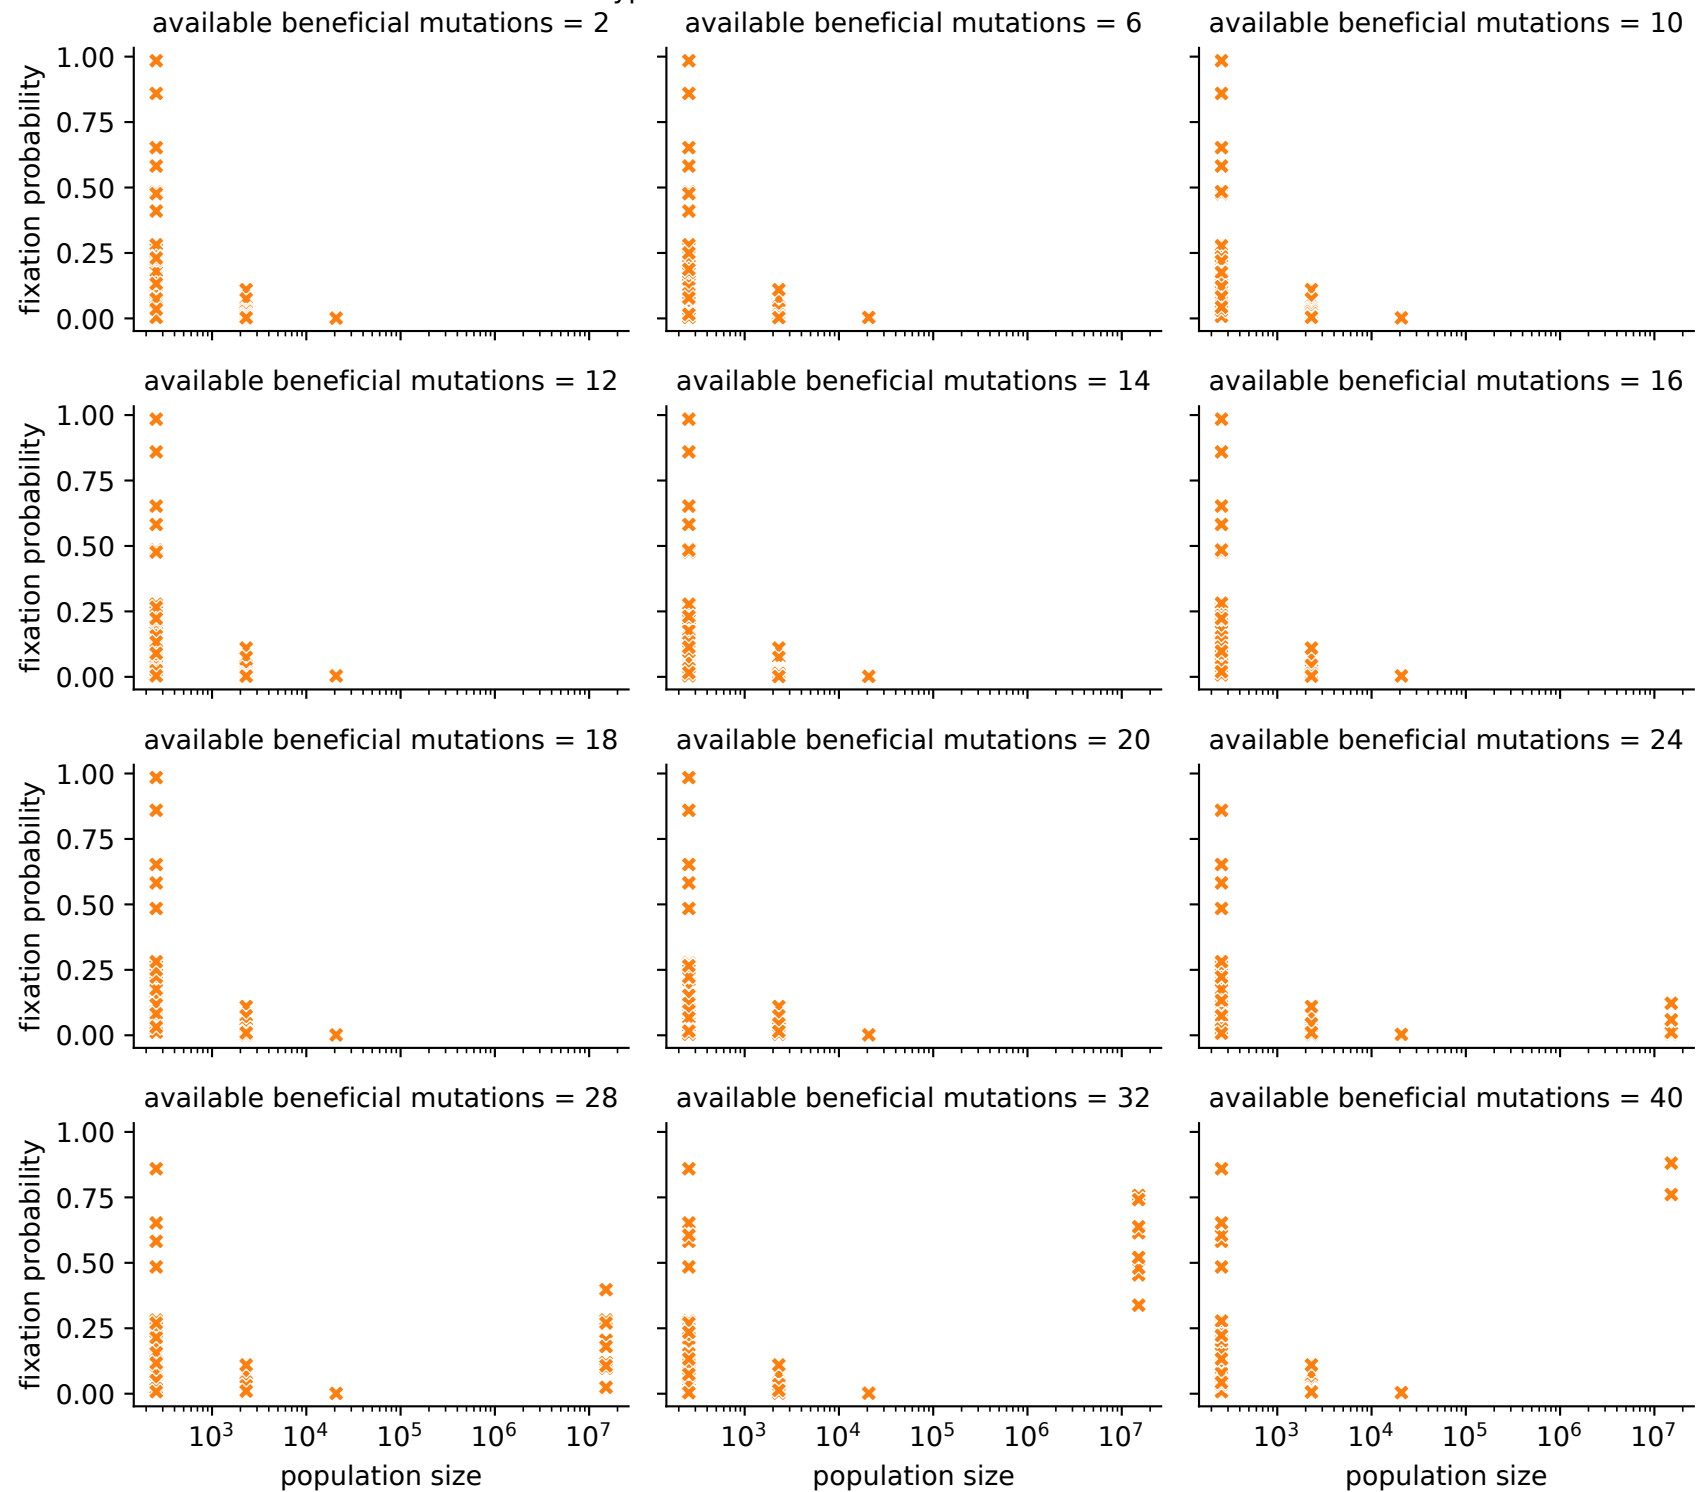 available beneficial mutations = 2
available beneficial mutations = 6
available beneficial mutations = 10
fixation probability
1.00
0.75
0.50
0.25
0.00
available beneficial mutations = 12
available beneficial mutations = 14
available beneficial mutations = 16
fixation probability
1.00
0.75
0.50
0.25
0.00
available beneficial mutations = 18
available beneficial mutations = 20
available beneficial mutations = 24
fixation probability
1.00
0.75
0.50
0.25
0.00
available beneficial mutations = 28
available beneficial mutations = 32
available beneficial mutations = 40
fixation probability
1.00
0.75
0.50
0.25
0.00
10³ 10⁴ 10⁵ 10⁶ 10⁷
10³ 10⁴ 10⁵ 10⁶ 10⁷
10³ 10⁴ 10⁵ 10⁶ 10⁷
population size
population size
population size